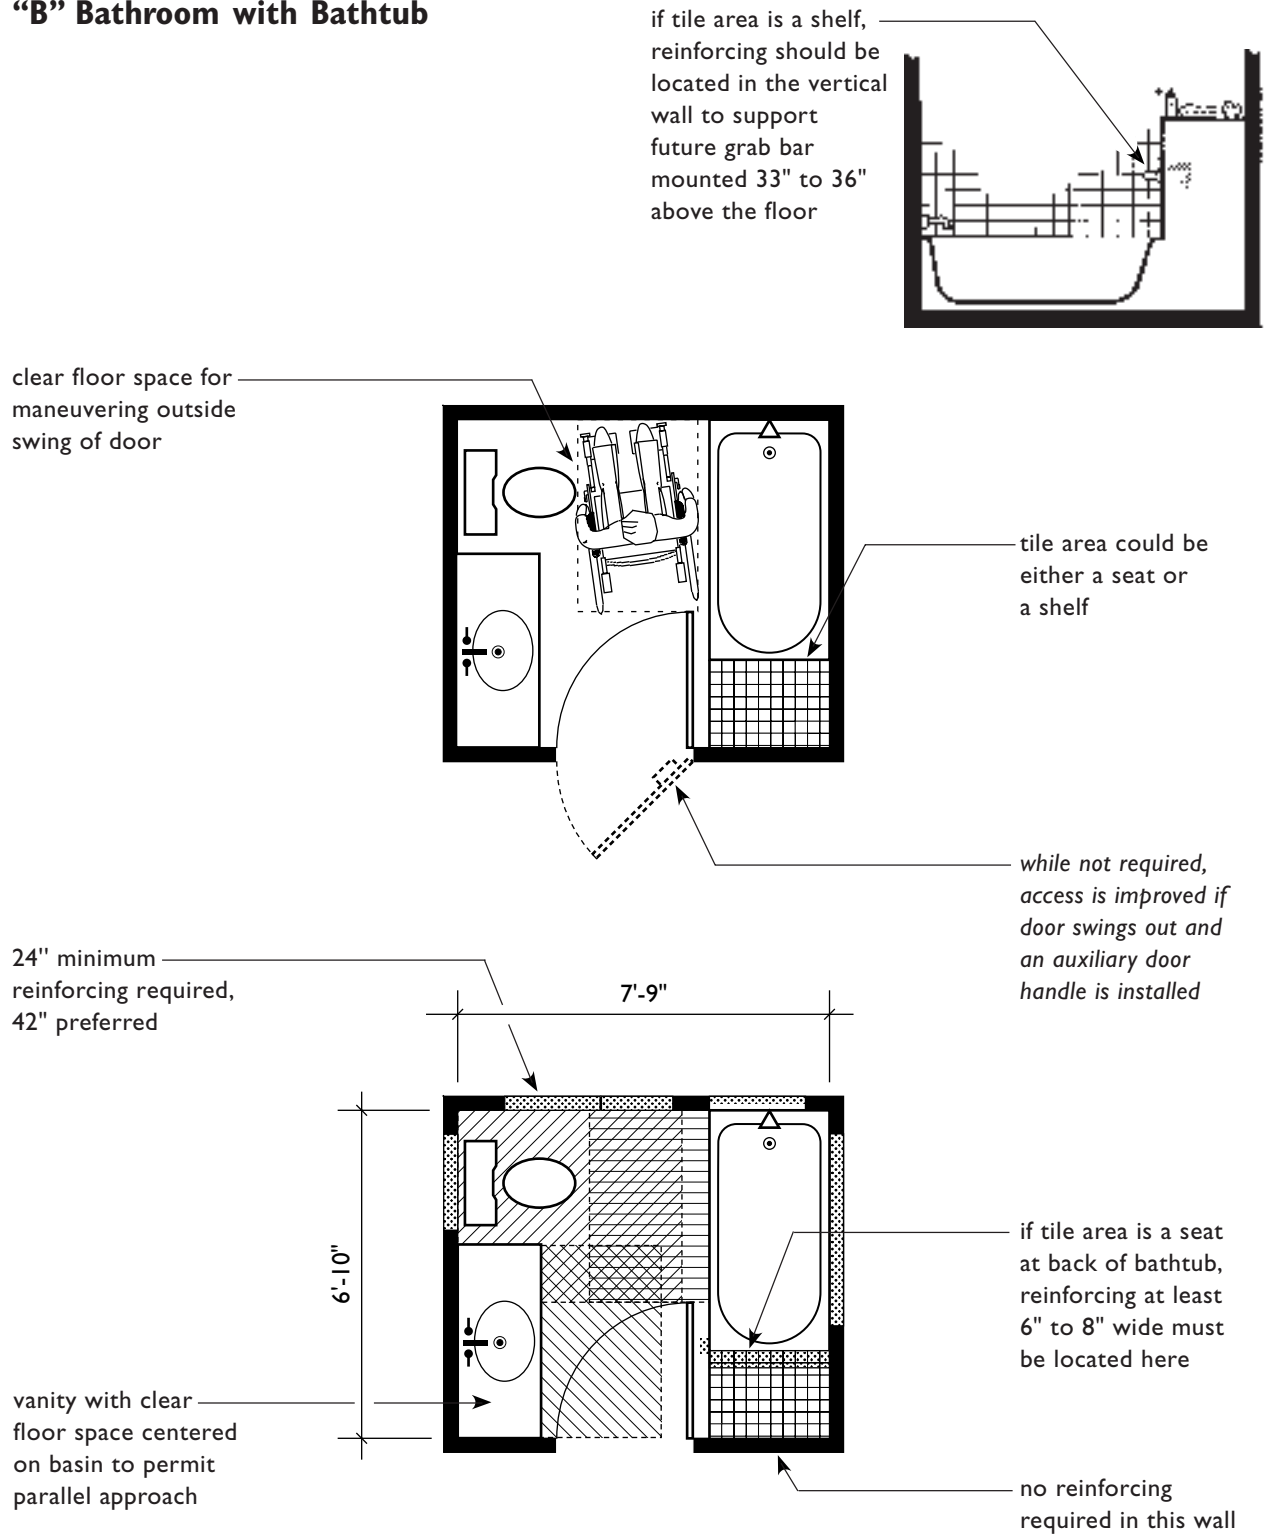 “B” Bathroom with Bathtub
if tile area is a shelf,
reinforcing should be
located in the vertical
wall to support
future grab bar
mounted 33" to 36"
above the floor
clear floor space for
maneuvering outside
swing of door
tile area could be
either a seat or
a shelf
while not required,
access is improved if
door swings out and
an auxiliary door
handle is installed
24" minimum
reinforcing required,
42" preferred
7'-9"
6'-10"
if tile area is a seat
at back of bathtub,
reinforcing at least
6" to 8" wide must
be located here
vanity with clear
floor space centered
on basin to permit
parallel approach
no reinforcing
required in this wall